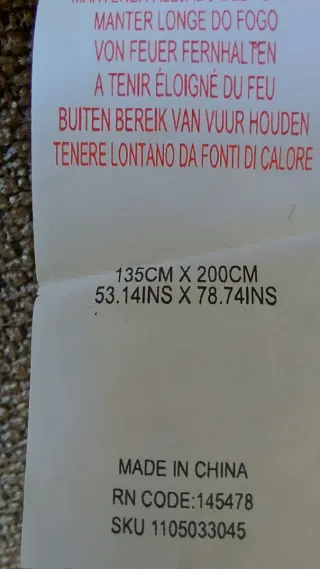 MANTER LONGE DO FOGO
VON FEUER FERNHALTEN
A TENIR ÉLOIGNÉ DU FEU
BUITEN BEREIK VAN VUUR HOUDEN
TENERE LONTANO DA FONTI DI CALORE
135CM X 200CM
53.14INS X 78.74INS
MADE IN CHINA
RN CODE:145478
SKU 1105033045